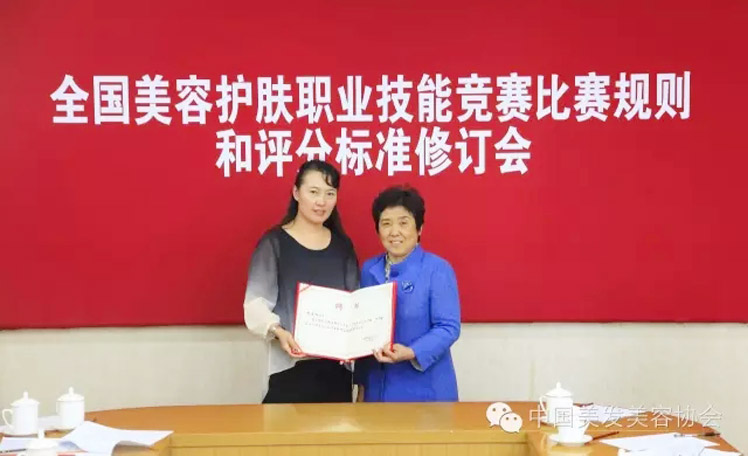 全国美容护肤职业技能竞赛比赛规则
和评分标准修订会
聘书
中国美发美容协会